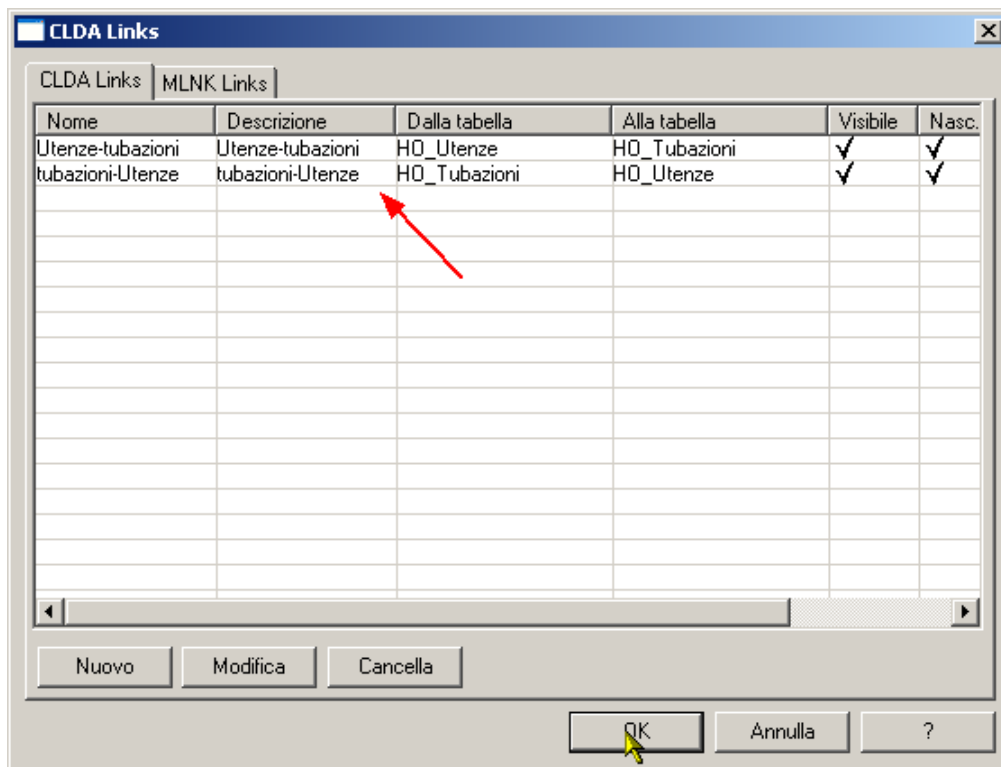 CLDA Links
CLDA Links MLNK Links
Nome Descrizione Dalla tabella Alla tabella Visibile Nasc.
Utenze-tubazioni Utenze-tubazioni HO_Utenze HO_Tubazioni
tubazioni-Utenze tubazioni-Utenze HO_Tubazioni HO_Utenze
Nuovo Modifica Cancella
OK Annulla ?